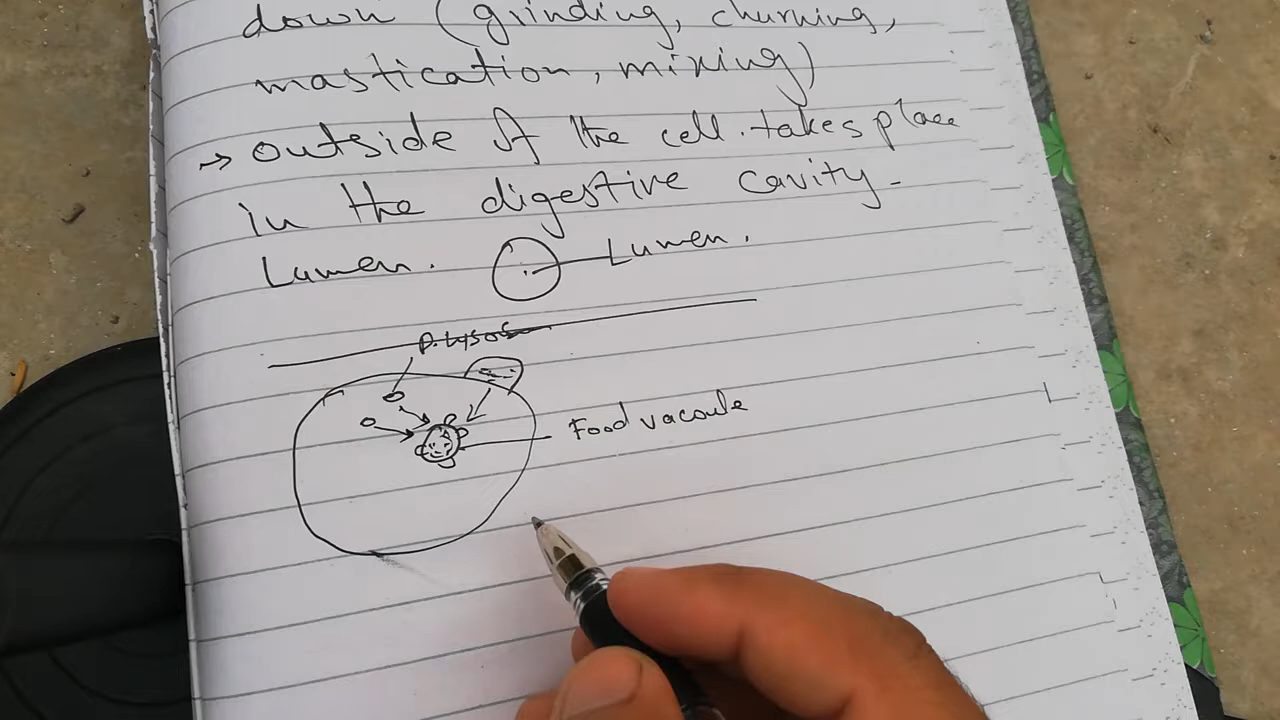 down (grinding, churning,
mastication, mixing)
→ outside of the cell. takes place
in the digestive cavity-
Lumen. Lumen.
P. Lysos
Food vacoule